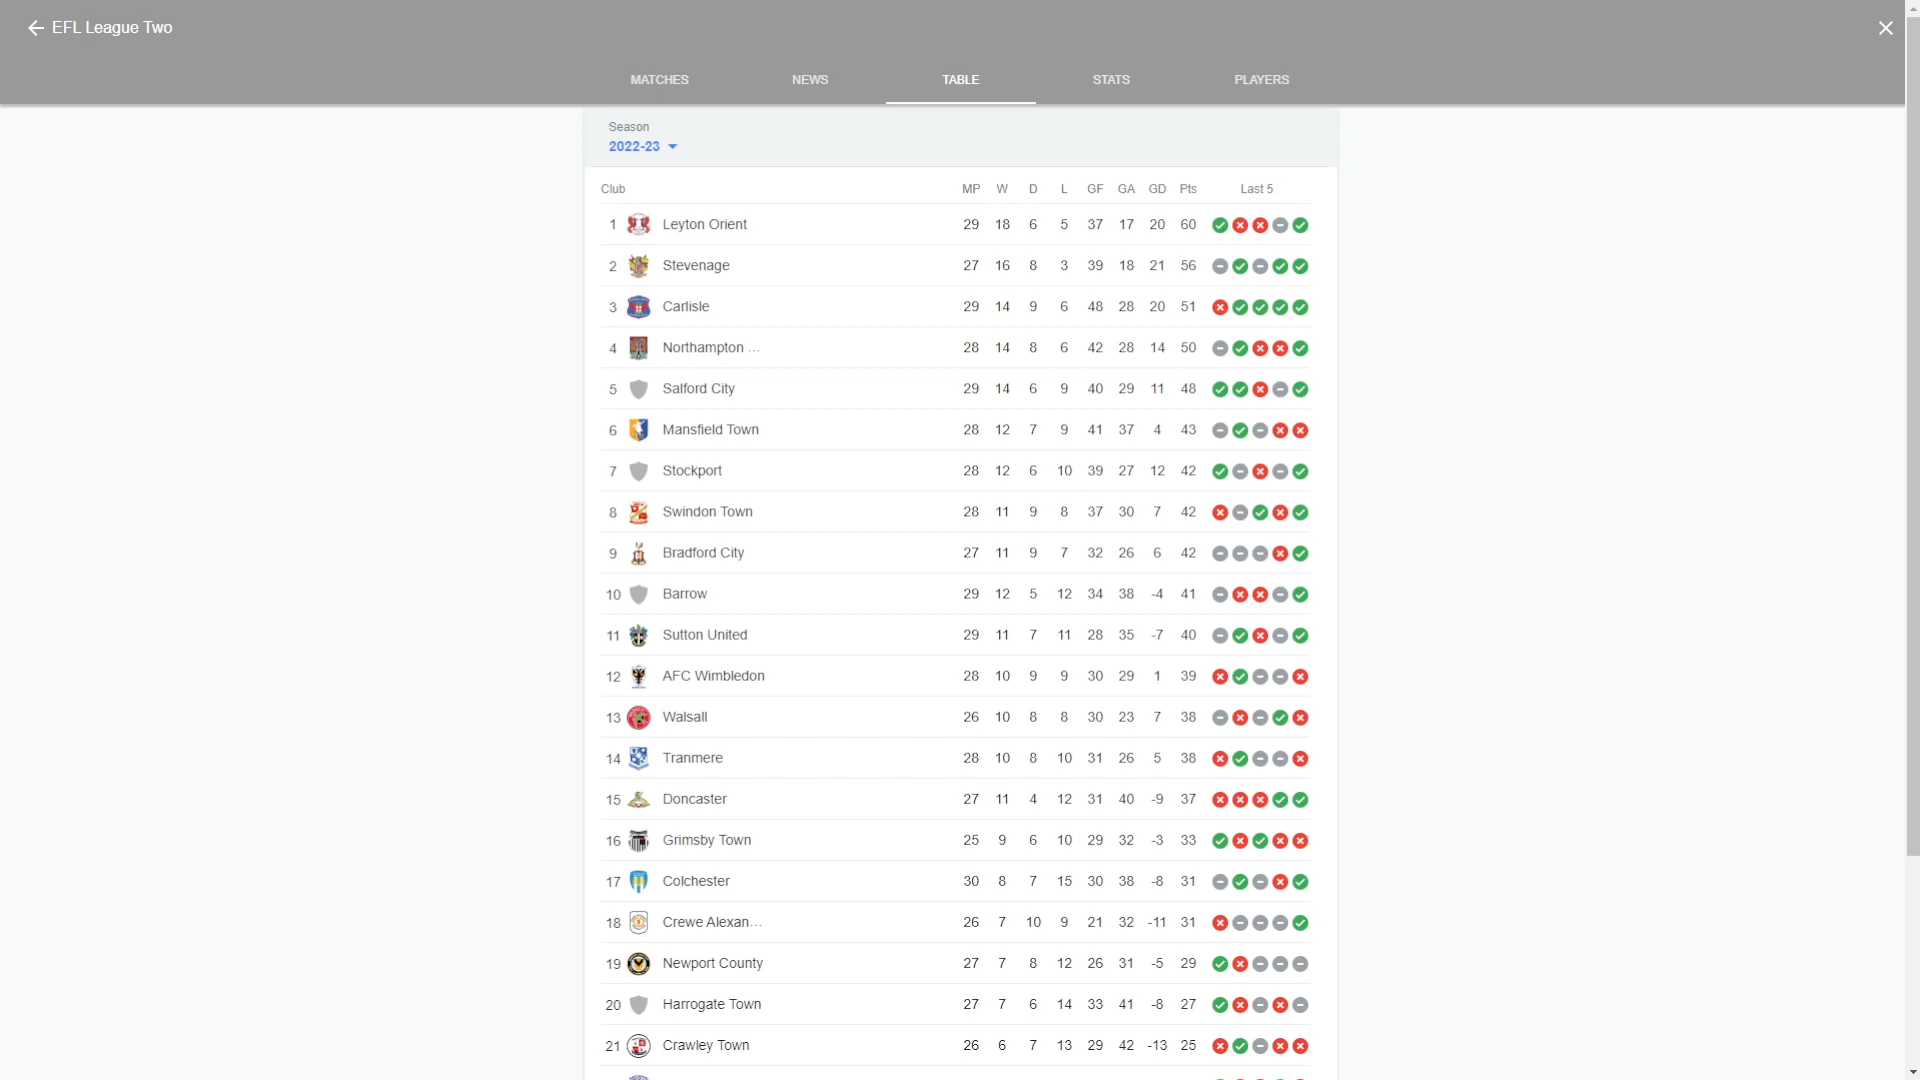 EFL League Two
MATCHES NEWS TABLE STATS PLAYERS
Season
2022-23
Club MP W D L GF GA GD Pts Last 5
1 Leyton Orient 29 18 6 5 37 17 20 60
2 Stevenage 27 16 8 3 39 18 21 56
3 Carlisle 29 14 9 6 48 28 20 51
4 Northampton ... 28 14 8 6 42 28 14 50
5 Salford City 29 14 6 9 40 29 11 48
6 Mansfield Town 28 12 7 9 41 37 4 43
7 Stockport 28 12 6 10 39 27 12 42
8 Swindon Town 28 11 9 8 37 30 7 42
9 Bradford City 27 11 9 7 32 26 6 42
10 Barrow 29 12 5 12 34 38 -4 41
11 Sutton United 29 11 7 11 28 35 -7 40
12 AFC Wimbledon 28 10 9 9 30 29 1 39
13 Walsall 26 10 8 8 30 23 7 38
14 Tranmere 28 10 8 10 31 26 5 38
15 Doncaster 27 11 4 12 31 40 -9 37
16 Grimsby Town 25 9 6 10 29 32 -3 33
17 Colchester 30 8 7 15 30 38 -8 31
18 Crewe Alexan... 26 7 10 9 21 32 -11 31
19 Newport County 27 7 8 12 26 31 -5 29
20 Harrogate Town 27 7 6 14 33 41 -8 27
21 Crawley Town 26 6 7 13 29 42 -13 25